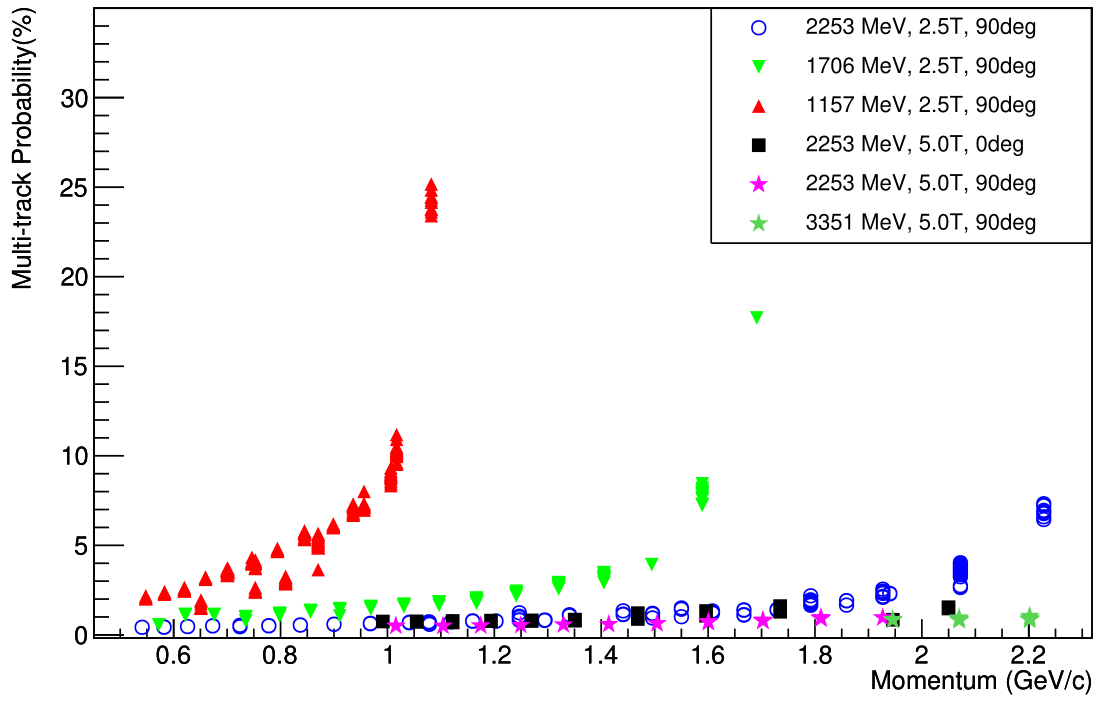 Multi-track Probability(%)
2253 MeV, 2.5T, 90deg
1706 MeV, 2.5T, 90deg
1157 MeV, 2.5T, 90deg
2253 MeV, 5.0T, 0deg
2253 MeV, 5.0T, 90deg
3351 MeV, 5.0T, 90deg
30
25
20
15
10
5
0
0.6 0.8 1 1.2 1.4 1.6 1.8 2 2.2
Momentum (GeV/c)